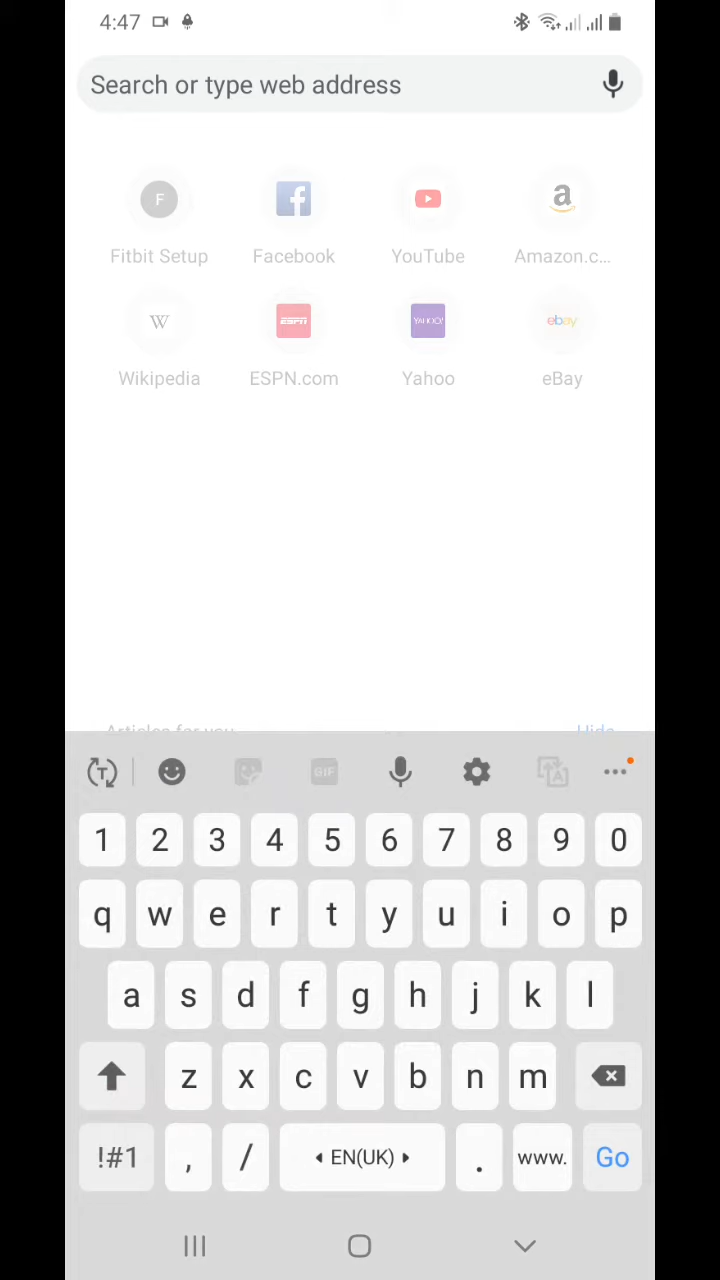 4:47
Search or type web address
F
Fitbit Setup Facebook YouTube Amazon.c...
W ESPN YAHOO! ebay
Wikipedia ESPN.com Yahoo eBay
Articles for you Hide
T GIF A
1 2 3 4 5 6 7 8 9 0
q w e r t y u i o p
a s d f g h j k l
z x c v b n m
!#1 , / EN(UK) . www. Go